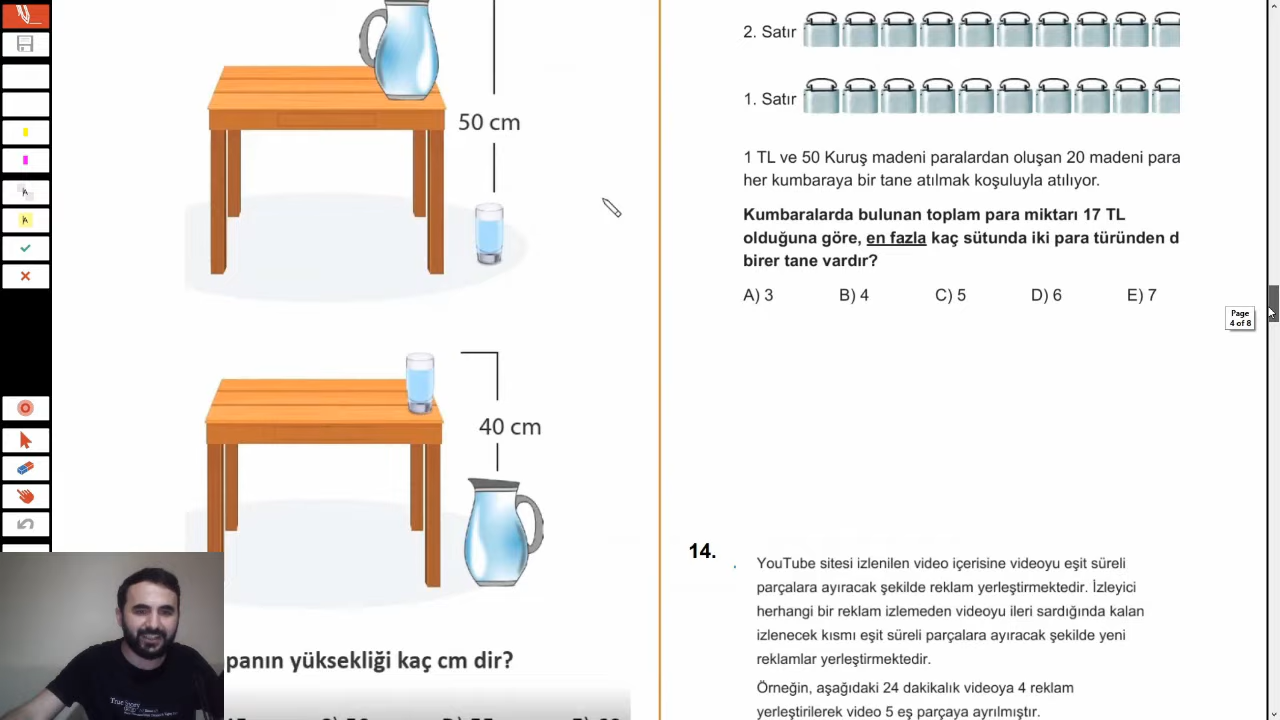 50 cm
40 cm
panın yüksekliği kaç cm dir?
2. Satır
1. Satır
1 TL ve 50 Kuruş madeni paralardan oluşan 20 madeni para
her kumbaraya bir tane atılmak koşuluyla atılıyor.
Kumbaralarda bulunan toplam para miktarı 17 TL
olduğuna göre, en fazla kaç sütunda iki para türünden d
birer tane vardır?
A) 3 B) 4 C) 5 D) 6 E) 7
Page
4 of 8
14.
YouTube sitesi izlenilen video içerisine videoyu eşit süreli
parçalara ayıracak şekilde reklam yerleştirmektedir. İzleyici
herhangi bir reklam izlemeden videoyu ileri sardığında kalan
izlenecek kısmı eşit süreli parçalara ayıracak şekilde yeni
reklamlar yerleştirmektedir.
Örneğin, aşağıdaki 24 dakikalık videoya 4 reklam
yerleştirilerek video 5 eş parçaya ayrılmıştır.